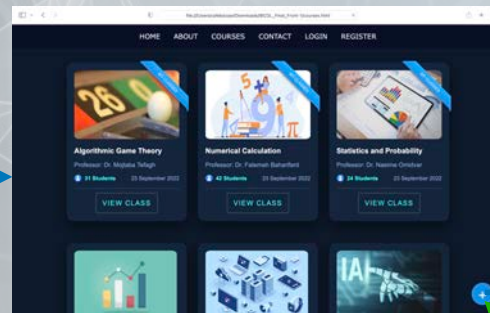 HOME ABOUT COURSES CONTACT LOGIN REGISTER
Algorithmic Game Theory
Professor: Dr. Mojtaba Tefagh
31 Students 23 September 2022
VIEW CLASS
Numerical Calculation
Professor: Dr. Fatemeh Baharifard
42 Students 23 September 2022
VIEW CLASS
Statistics and Probability
Professor: Dr. Nasrine Omidvar
24 Students 23 September 2022
VIEW CLASS
IA